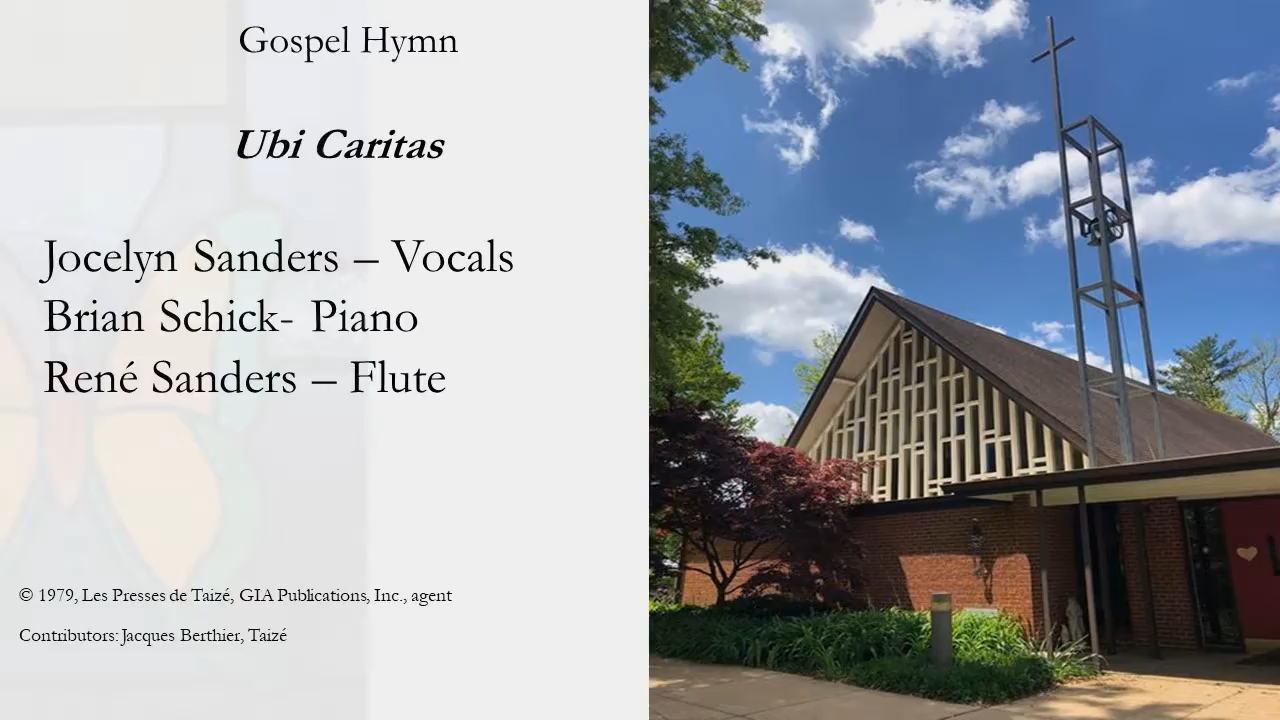 Gospel Hymn
Ubi Caritas
Jocelyn Sanders – Vocals
Brian Schick- Piano
René Sanders – Flute
© 1979, Les Presses de Taizé, GIA Publications, Inc., agent
Contributors: Jacques Berthier, Taizé